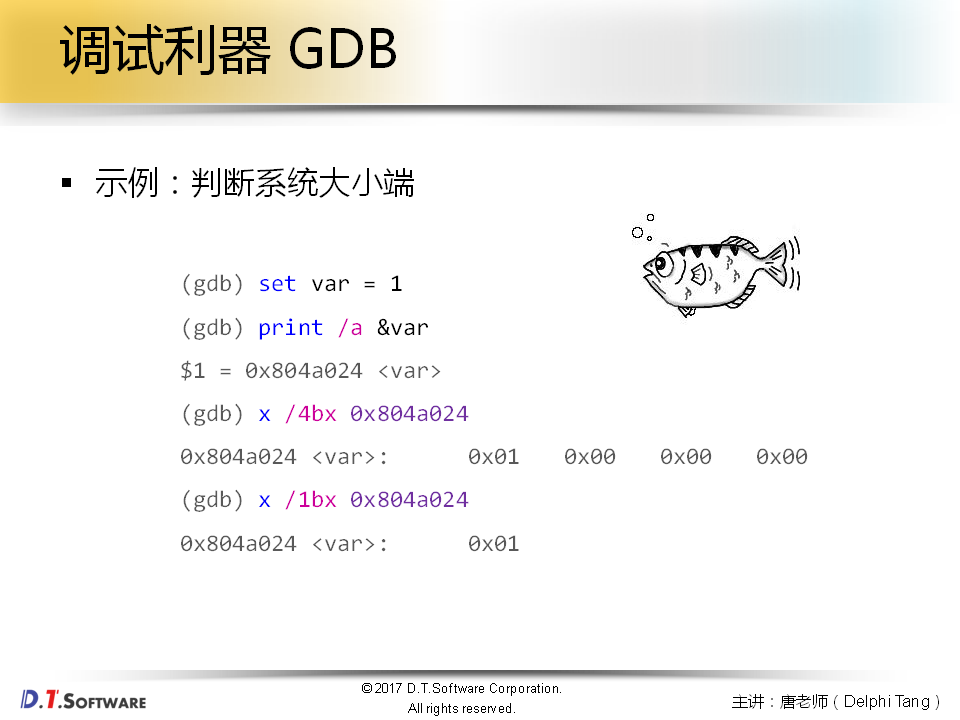 调试利器 GDB
示例：判断系统大小端
(gdb) set var = 1
(gdb) print /a &var
$1 = 0x804a024 <var>
(gdb) x /4bx 0x804a024
0x804a024 <var>: 0x01 0x00 0x00 0x00
(gdb) x /1bx 0x804a024
0x804a024 <var>: 0x01
D.T.SOFTWARE
©2017 D.T.Software Corporation.
All rights reserved.
主讲：唐老师（Delphi Tang）